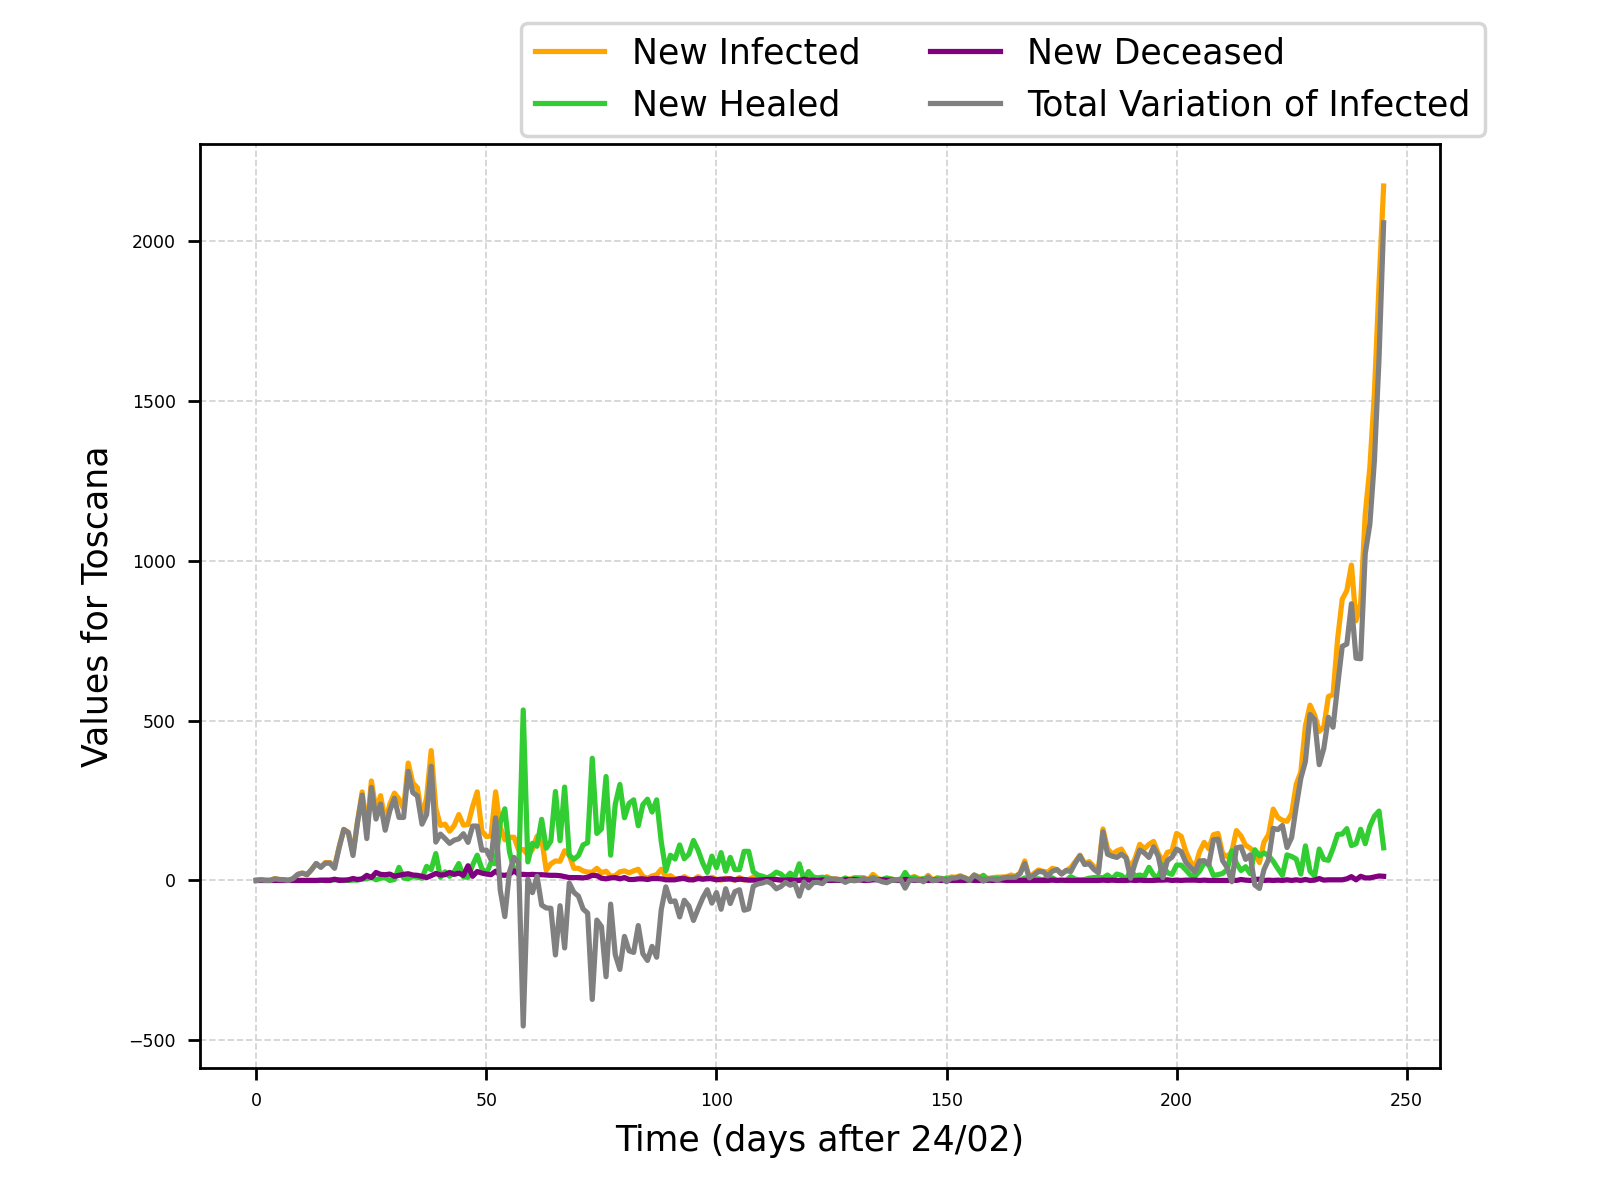 New Infected
New Healed
New Deceased
Total Variation of Infected
Values for Toscana
2000
1500
1000
500
0
−500
0 50 100 150 200 250
Time (days after 24/02)